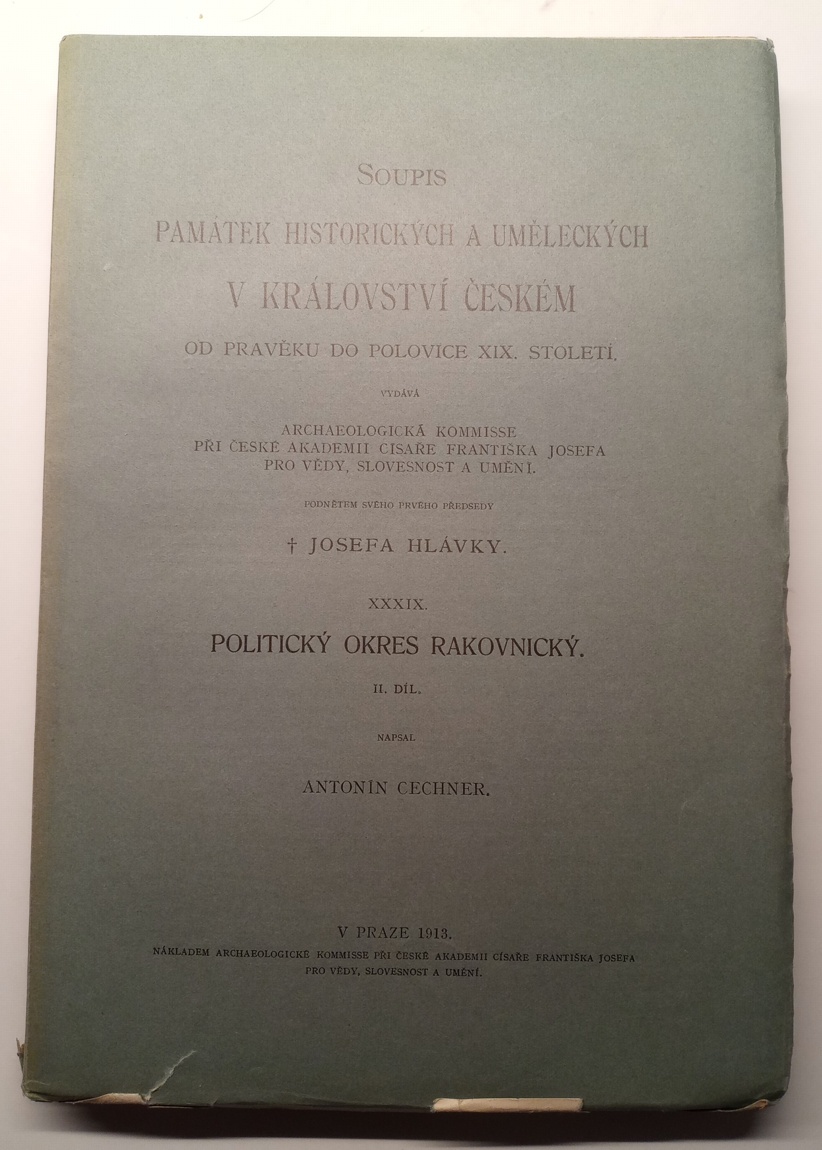 SOUPIS
PAMÁTEK HISTORICKÝCH A UMĚLECKÝCH
V KRÁLOVSTVÍ ČESKÉM
OD PRAVĚKU DO POLOVICE XIX. STOLETÍ.
VYDÁVÁ
ARCHAEOLOGICKÁ KOMMISSE
PŘI ČESKÉ AKADEMII CÍSAŘE FRANTIŠKA JOSEFA
PRO VĚDY, SLOVESNOST A UMĚNÍ.
PODNĚTEM SVÉHO PRVÉHO PŘEDSEDY
† JOSEFA HLÁVKY.
XXXIX.
POLITICKÝ OKRES RAKOVNICKÝ.
II. DÍL.
NAPSAL
ANTONÍN CECHNER.
V PRAZE 1913.
NÁKLADEM ARCHAEOLOGICKÉ KOMMISSE PŘI ČESKÉ AKADEMII CÍSAŘE FRANTIŠKA JOSEFA
PRO VĚDY, SLOVESNOST A UMĚNÍ.